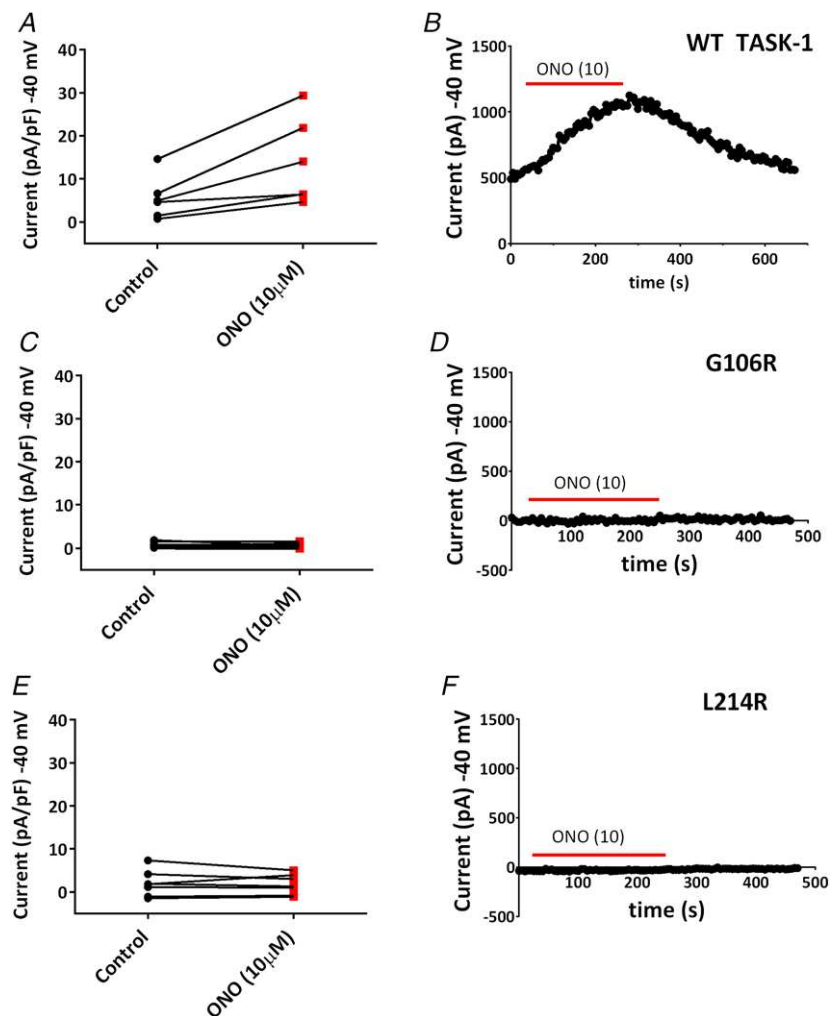 A
Current (pA/pF) -40 mV
40
30
20
10
0
Control
ONO (10µM)
B
WT TASK-1
Current (pA) -40 mV
1500
1000
500
0
ONO (10)
0
200
400
600
time (s)
C
Current (pA/pF) -40 mV
40
30
20
10
0
Control
ONO (10µM)
D
G106R
Current (pA) -40 mV
1500
1000
500
0
-500
ONO (10)
100
200
300
400
500
time (s)
E
Current (pA/pF) -40 mV
40
30
20
10
0
Control
ONO (10µM)
F
L214R
Current (pA) -40 mV
1500
1000
500
0
-500
ONO (10)
100
200
300
400
500
time (s)